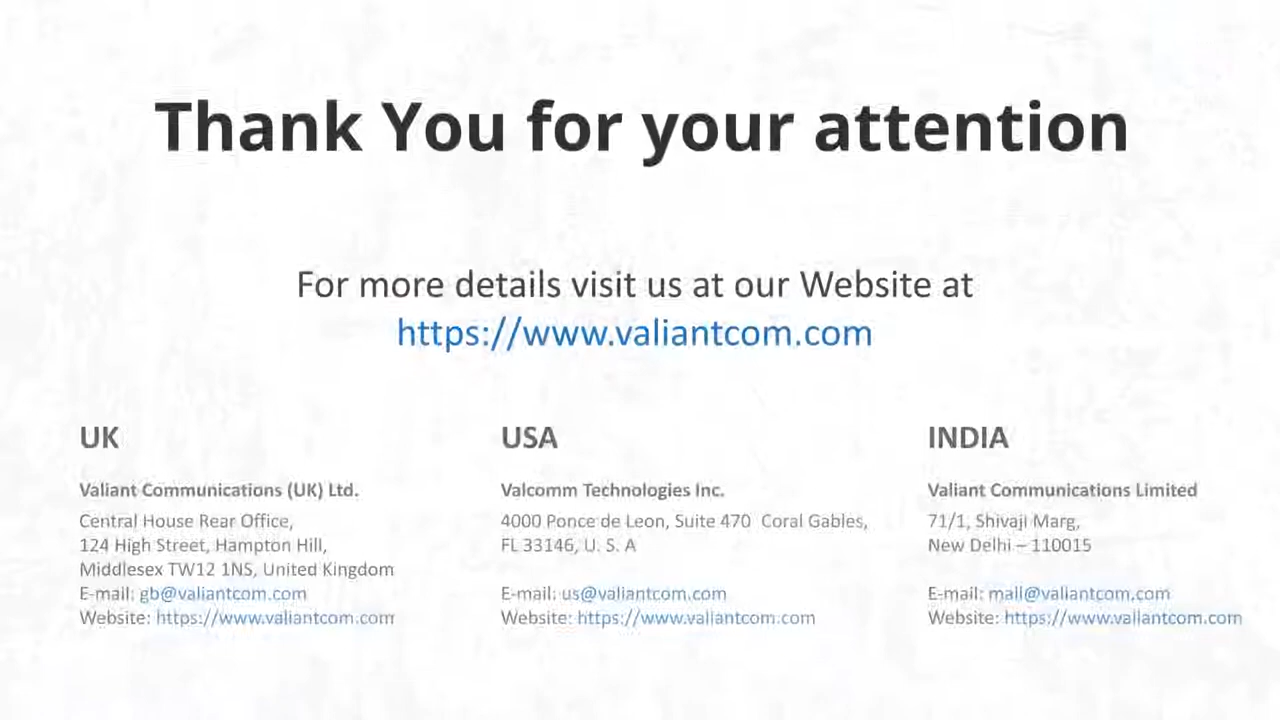 Thank You for your attention
For more details visit us at our Website at
https://www.valiantcom.com
UK
Valiant Communications (UK) Ltd.
Central House Rear Office,
124 High Street, Hampton Hill,
Middlesex TW12 1NS, United Kingdom
E-mail: gb@valiantcom.com
Website: https://www.valiantcom.com
USA
Valcomm Technologies Inc.
4000 Ponce de Leon, Suite 470  Coral Gables,
FL 33146, U. S. A
E-mail: us@valiantcom.com
Website: https://www.valiantcom.com
INDIA
Valiant Communications Limited
71/1, Shivaji Marg,
New Delhi – 110015
E-mail: mail@valiantcom.com
Website: https://www.valiantcom.com